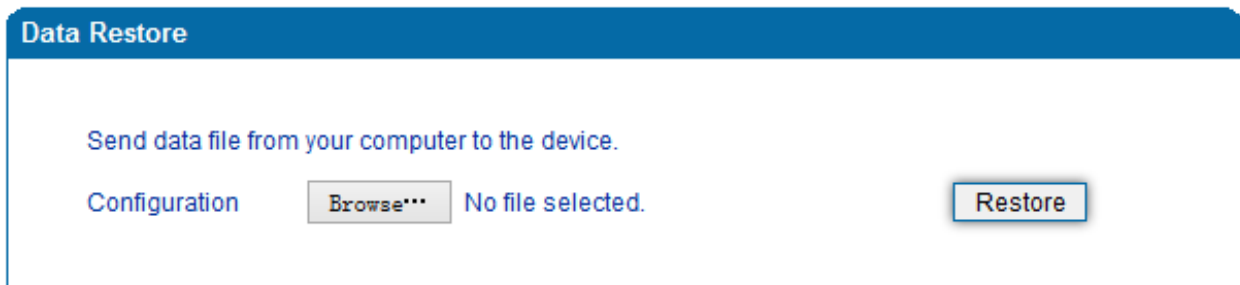 Data Restore
Send data file from your computer to the device.
Configuration Browse··· No file selected. Restore